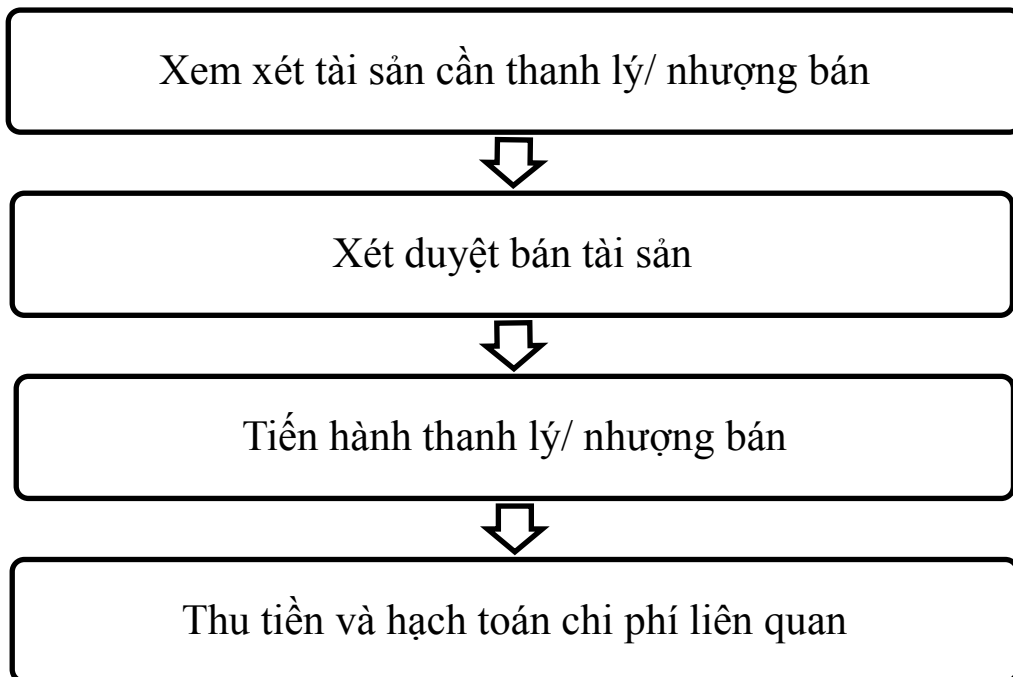 Xem xét tài sản cần thanh lý/ nhượng bán
Xét duyệt bán tài sản
Tiến hành thanh lý/ nhượng bán
Thu tiền và hạch toán chi phí liên quan